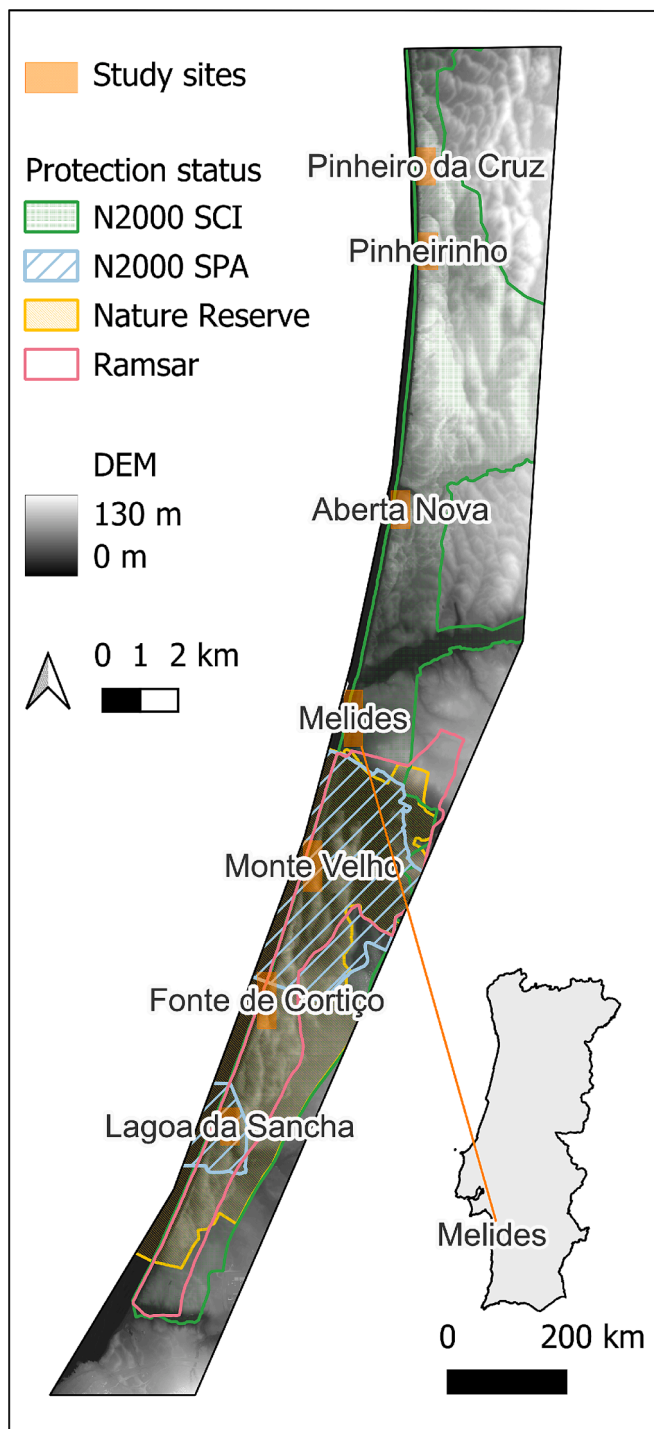 Study sites
Protection status
N2000 SCI
N2000 SPA
Nature Reserve
Ramsar
DEM
130 m
0 m
0 1 2 km
Pinheiro da Cruz
Pinheirinho
Aberta Nova
Melides
Monte Velho
Fonte de Cortiço
Lagoa da Sancha
Melides
0 200 km